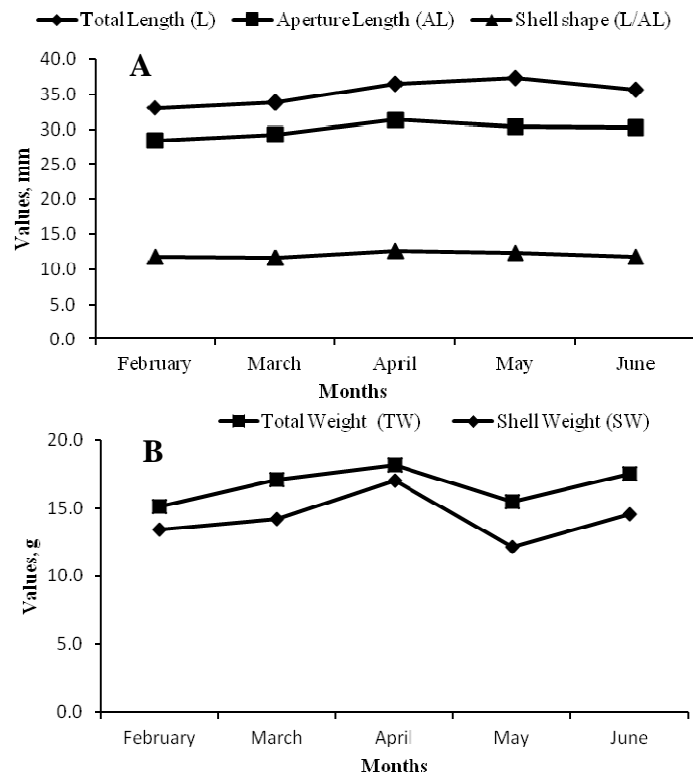 Total Length (L) Aperture Length (AL) Shell shape (L/AL)
A
40.0
35.0
30.0
25.0
20.0
15.0
10.0
5.0
0.0
Values, mm
February March April May June
Months
Total Weight (TW) Shell Weight (SW)
B
20.0
15.0
10.0
5.0
0.0
Values, g
February March April May June
Months